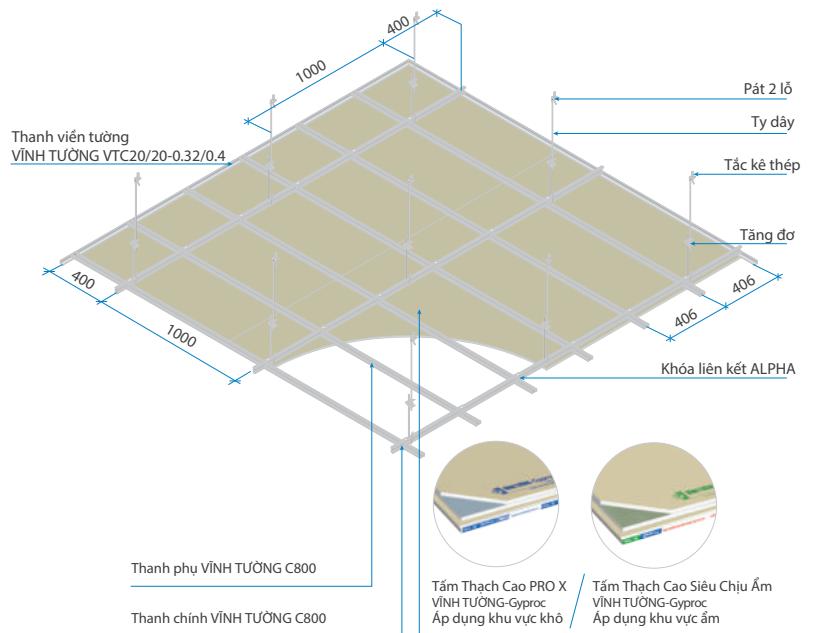 400
1000
Pát 2 lỗ
Ty dây
Thanh viền tường
VĨNH TƯỜNG VTC20/20-0.32/0.4
Tắc kê thép
Tăng đơ
400
1000
406
406
Khóa liên kết ALPHA
Thanh phụ VĨNH TƯỜNG C800
Thanh chính VĨNH TƯỜNG C800
Tấm Thạch Cao PRO X
VĨNH TƯỜNG-Gyproc
Áp dụng khu vực khô
Tấm Thạch Cao Siêu Chịu Ẩm
VĨNH TƯỜNG-Gyproc
Áp dụng khu vực ẩm